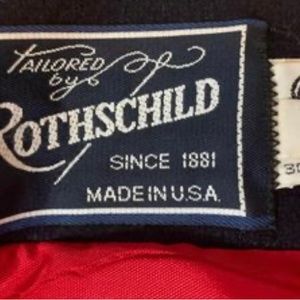 TAILORED
by
ROTHSCHILD
SINCE 1881
MADE IN U.S.A.